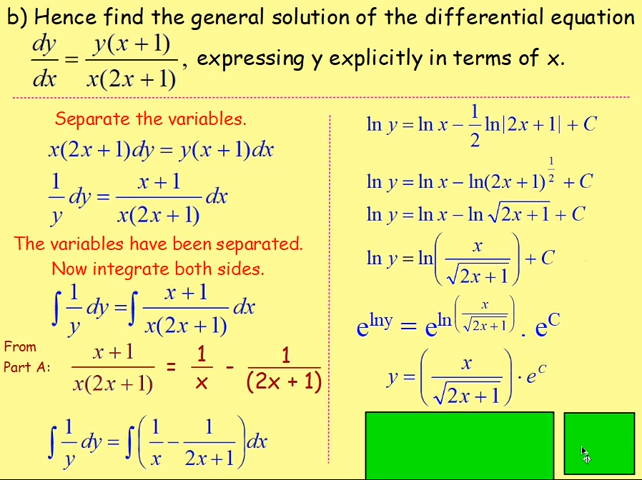 b) Hence find the general solution of the differential equation
dy/dx = y(x + 1)/x(2x + 1), expressing y explicitly in terms of x.
Separate the variables.
x(2x + 1)dy = y(x + 1)dx
1/y dy = x + 1/x(2x + 1) dx
The variables have been separated.
Now integrate both sides.
∫ 1/y dy = ∫ x + 1/x(2x + 1) dx
From
Part A: x + 1/x(2x + 1) = 1/x - 1/(2x + 1)
∫ 1/y dy = ∫ (1/x − 1/2x + 1) dx
ln y = ln x − 1/2 ln|2x + 1| + C
ln y = ln x − ln(2x + 1)^1/2 + C
ln y = ln x − ln √2x + 1 + C
ln y = ln(x/√2x + 1) + C
e^lny = e^ln(x/√2x + 1) . e^C
y = (x/√2x + 1) · e^C